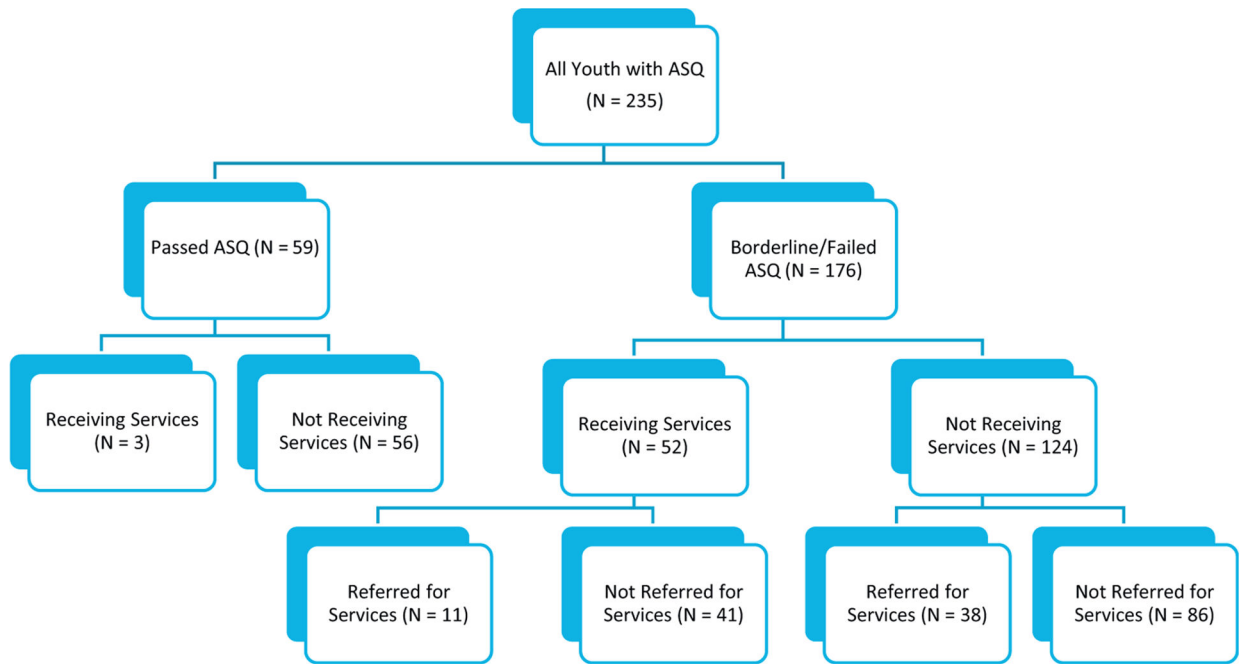 All Youth with ASQ
(N = 235)
Passed ASQ (N = 59)
Borderline/Failed
ASQ (N = 176)
Receiving Services
(N = 3)
Not Receiving
Services (N = 56)
Receiving Services
(N = 52)
Not Receiving
Services (N = 124)
Referred for
Services (N = 11)
Not Referred for
Services (N = 41)
Referred for
Services (N = 38)
Not Referred for
Services (N = 86)